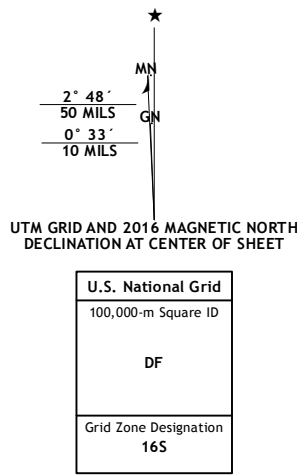 ★
MN
2° 48´
50 MILS
GN
0° 33´
10 MILS
UTM GRID AND 2016 MAGNETIC NORTH
DECLINATION AT CENTER OF SHEET
U.S. National Grid
100,000-m Square ID
DF
Grid Zone Designation
16S